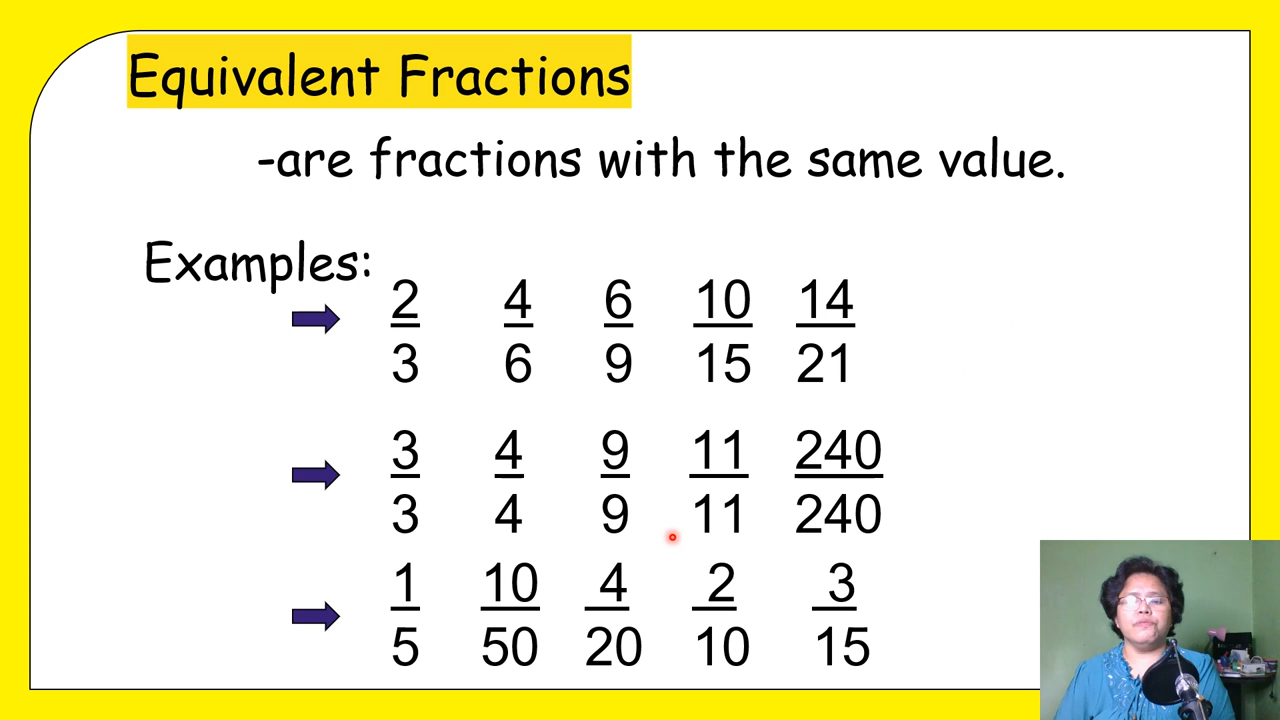 Equivalent Fractions
-are fractions with the same value.
Examples:
2 4 6 10 14
3 6 9 15 21
3 4 9 11 240
3 4 9 11 240
1 10 4 2 3
5 50 20 10 15